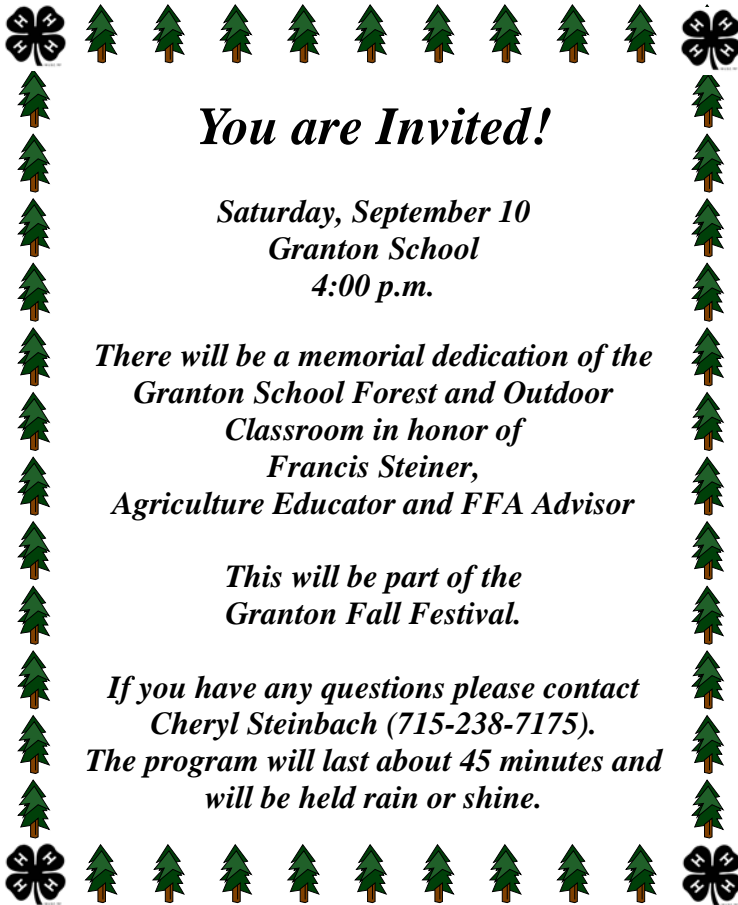 You are Invited!
Saturday, September 10
Granton School
4:00 p.m.
There will be a memorial dedication of the
Granton School Forest and Outdoor
Classroom in honor of
Francis Steiner,
Agriculture Educator and FFA Advisor
This will be part of the
Granton Fall Festival.
If you have any questions please contact
Cheryl Steinbach (715-238-7175).
The program will last about 45 minutes and
will be held rain or shine.